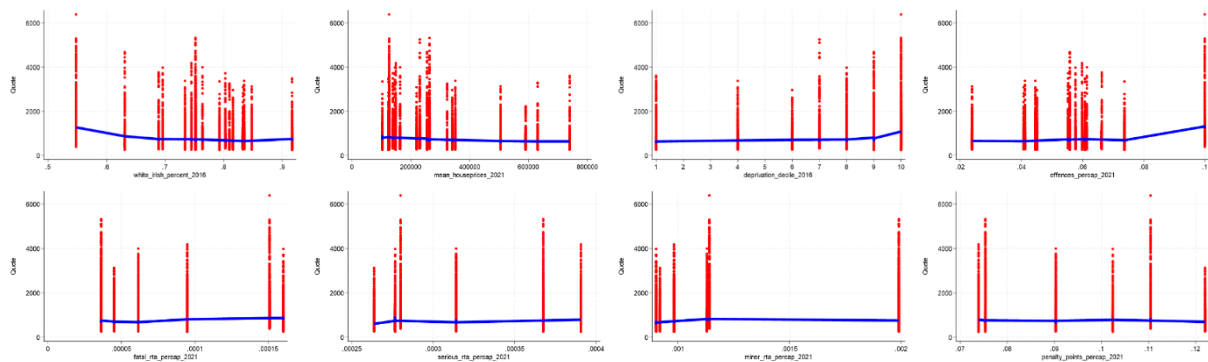 6000
4000
2000
0
Quote
.5 .6 .7 .8 .9
white_irish_percent_2016
6000
4000
2000
0
Quote
0 200000 400000 600000 800000
mean_houseprices_2021
6000
4000
2000
0
Quote
1 2 3 4 5 6 7 8 9 10
deprivation_decile_2016
6000
4000
2000
0
Quote
.02 .04 .06 .08 .1
offences_percap_2021
6000
4000
2000
0
Quote
0 .00005 .0001 .00015
fatal_rta_percap_2021
6000
4000
2000
0
Quote
.00025 .0003 .00035 .0004
serious_rta_percap_2021
6000
4000
2000
0
Quote
.001 .0015 .002
minor_rta_percap_2021
6000
4000
2000
0
Quote
.07 .08 .09 .1 .11 .12
penalty_points_percap_2021